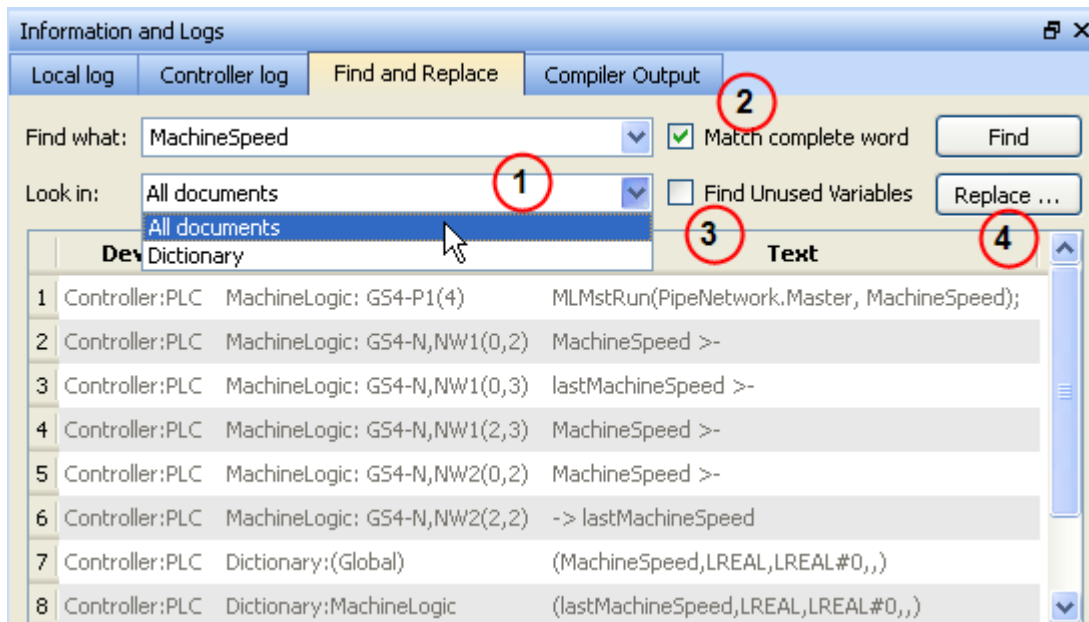 Information and Logs
Local log Controller log Find and Replace Compiler Output
2
Find what: MachineSpeed Match complete word Find
1
Look in: All documents Find Unused Variables Replace ...
All documents
3 4
Dev Text
Dictionary
1 Controller:PLC MachineLogic: GS4-P1(4) MLMstRun(PipeNetwork.Master, MachineSpeed);
2 Controller:PLC MachineLogic: GS4-N,NW1(0,2) MachineSpeed >-
3 Controller:PLC MachineLogic: GS4-N,NW1(0,3) lastMachineSpeed >-
4 Controller:PLC MachineLogic: GS4-N,NW1(2,3) MachineSpeed >-
5 Controller:PLC MachineLogic: GS4-N,NW2(0,2) MachineSpeed >-
6 Controller:PLC MachineLogic: GS4-N,NW2(2,2) -> lastMachineSpeed
7 Controller:PLC Dictionary:(Global) (MachineSpeed,LREAL,LREAL#0,,)
8 Controller:PLC Dictionary:MachineLogic (lastMachineSpeed,LREAL,LREAL#0,,)